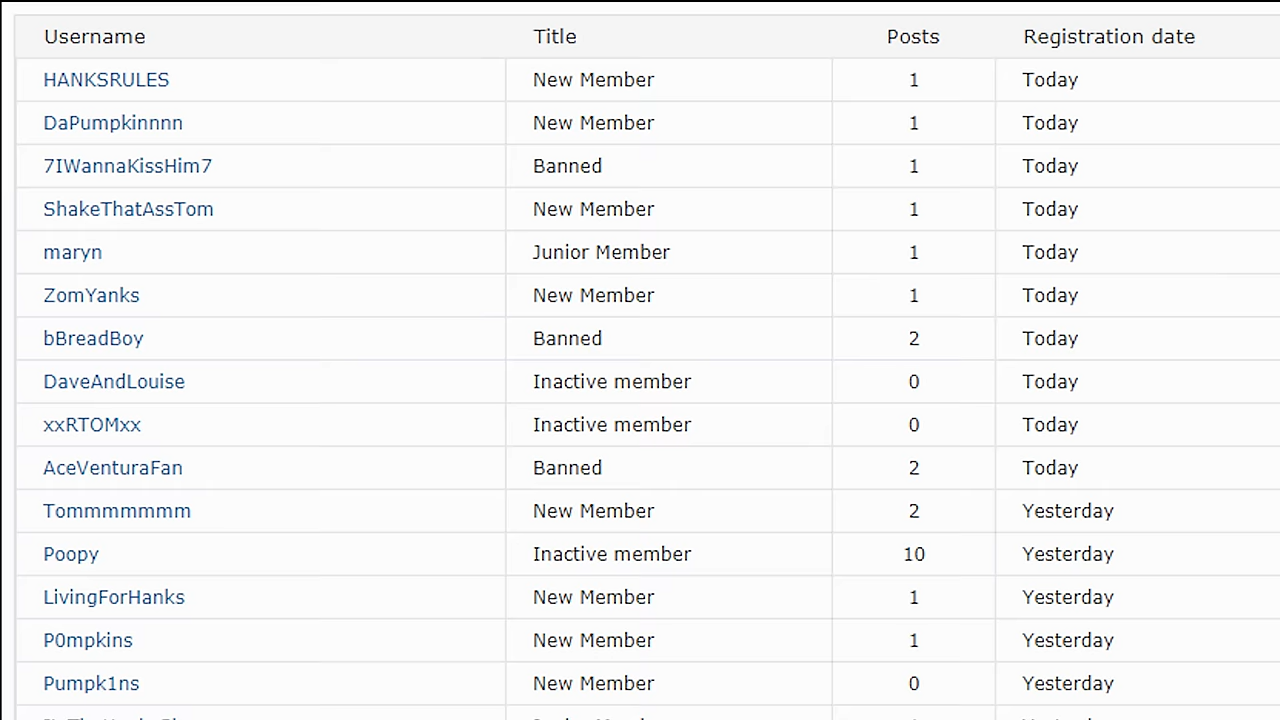 Username Title Posts Registration date
HANKSRULES New Member 1 Today
DaPumpkinnnn New Member 1 Today
7IWannaKissHim7 Banned 1 Today
ShakeThatAssTom New Member 1 Today
maryn Junior Member 1 Today
ZomYanks New Member 1 Today
bBreadBoy Banned 2 Today
DaveAndLouise Inactive member 0 Today
xxRTOMxx Inactive member 0 Today
AceVenturaFan Banned 2 Today
Tommmmmmm New Member 2 Yesterday
Poopy Inactive member 10 Yesterday
LivingForHanks New Member 1 Yesterday
P0mpkins New Member 1 Yesterday
Pumpk1ns New Member 0 Yesterday